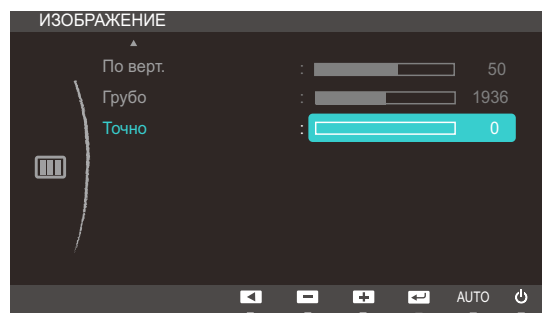 ИЗОБРАЖЕНИЕ
По верт. : 50
Грубо : 1936
Точно : 0
AUTO